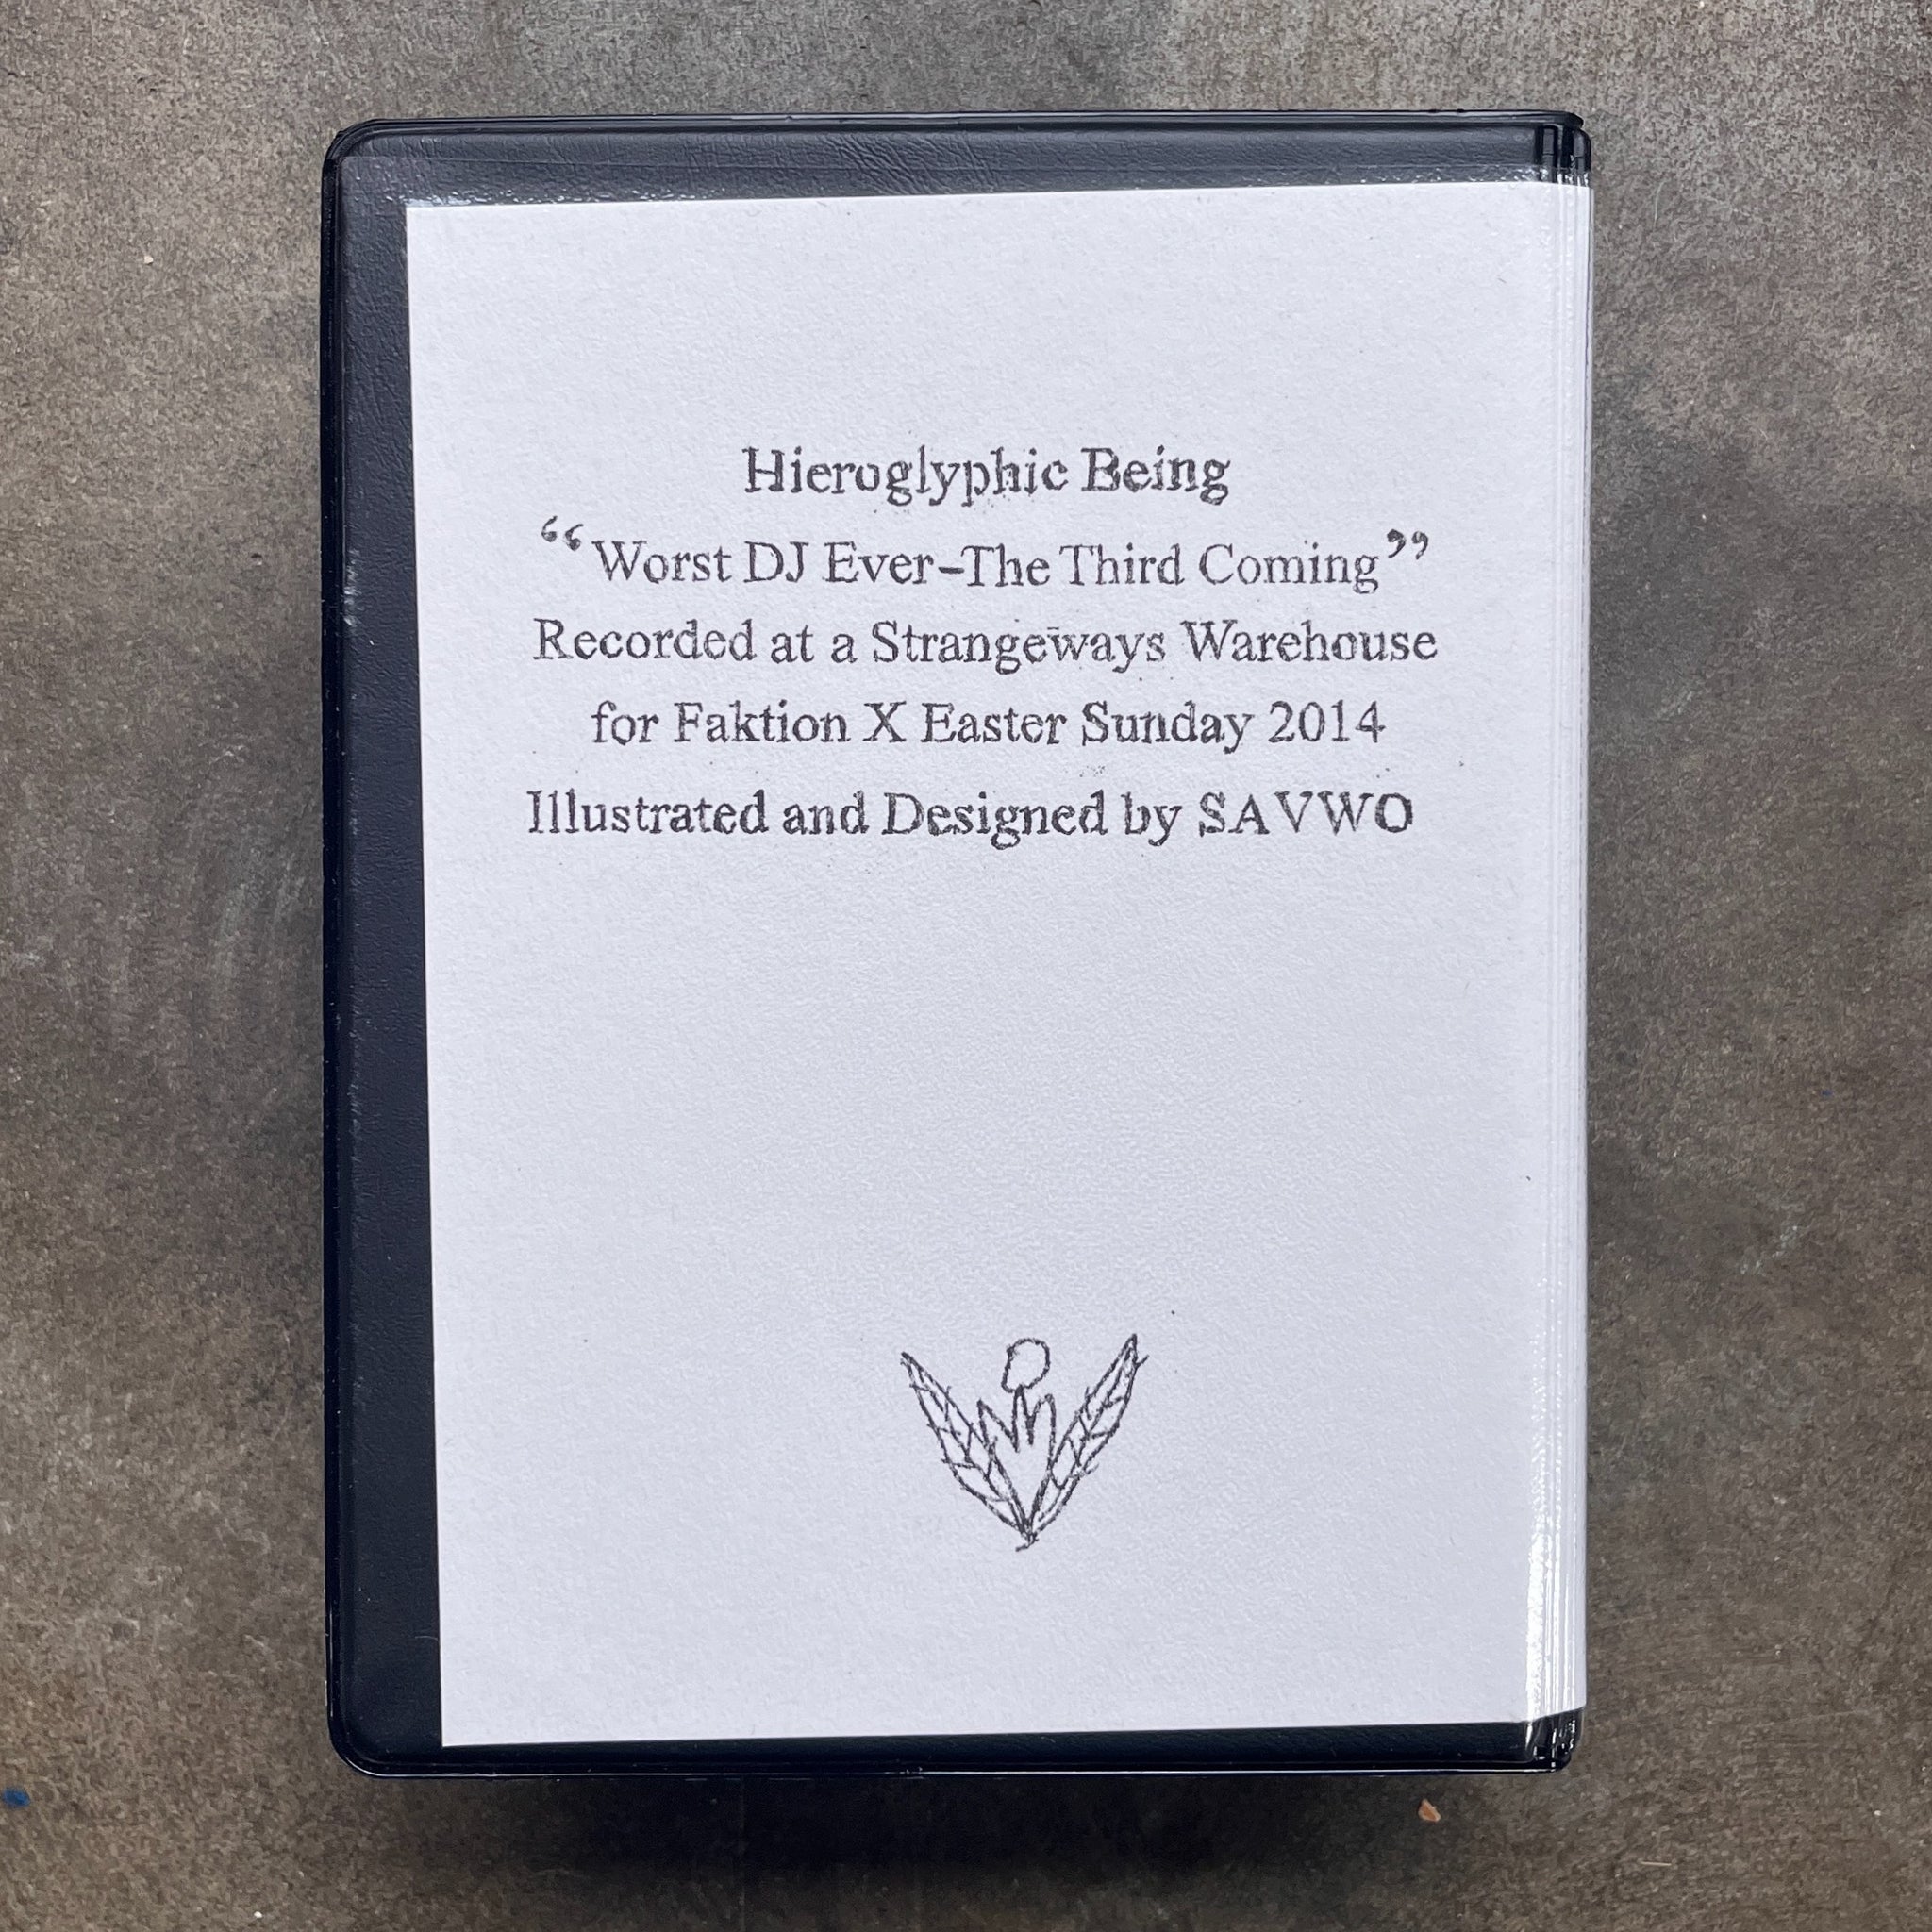 Hieroglyphic Being
“Worst DJ Ever-The Third Coming”
Recorded at a Strangeways Warehouse
for Faktion X Easter Sunday 2014
Illustrated and Designed by SAVWO